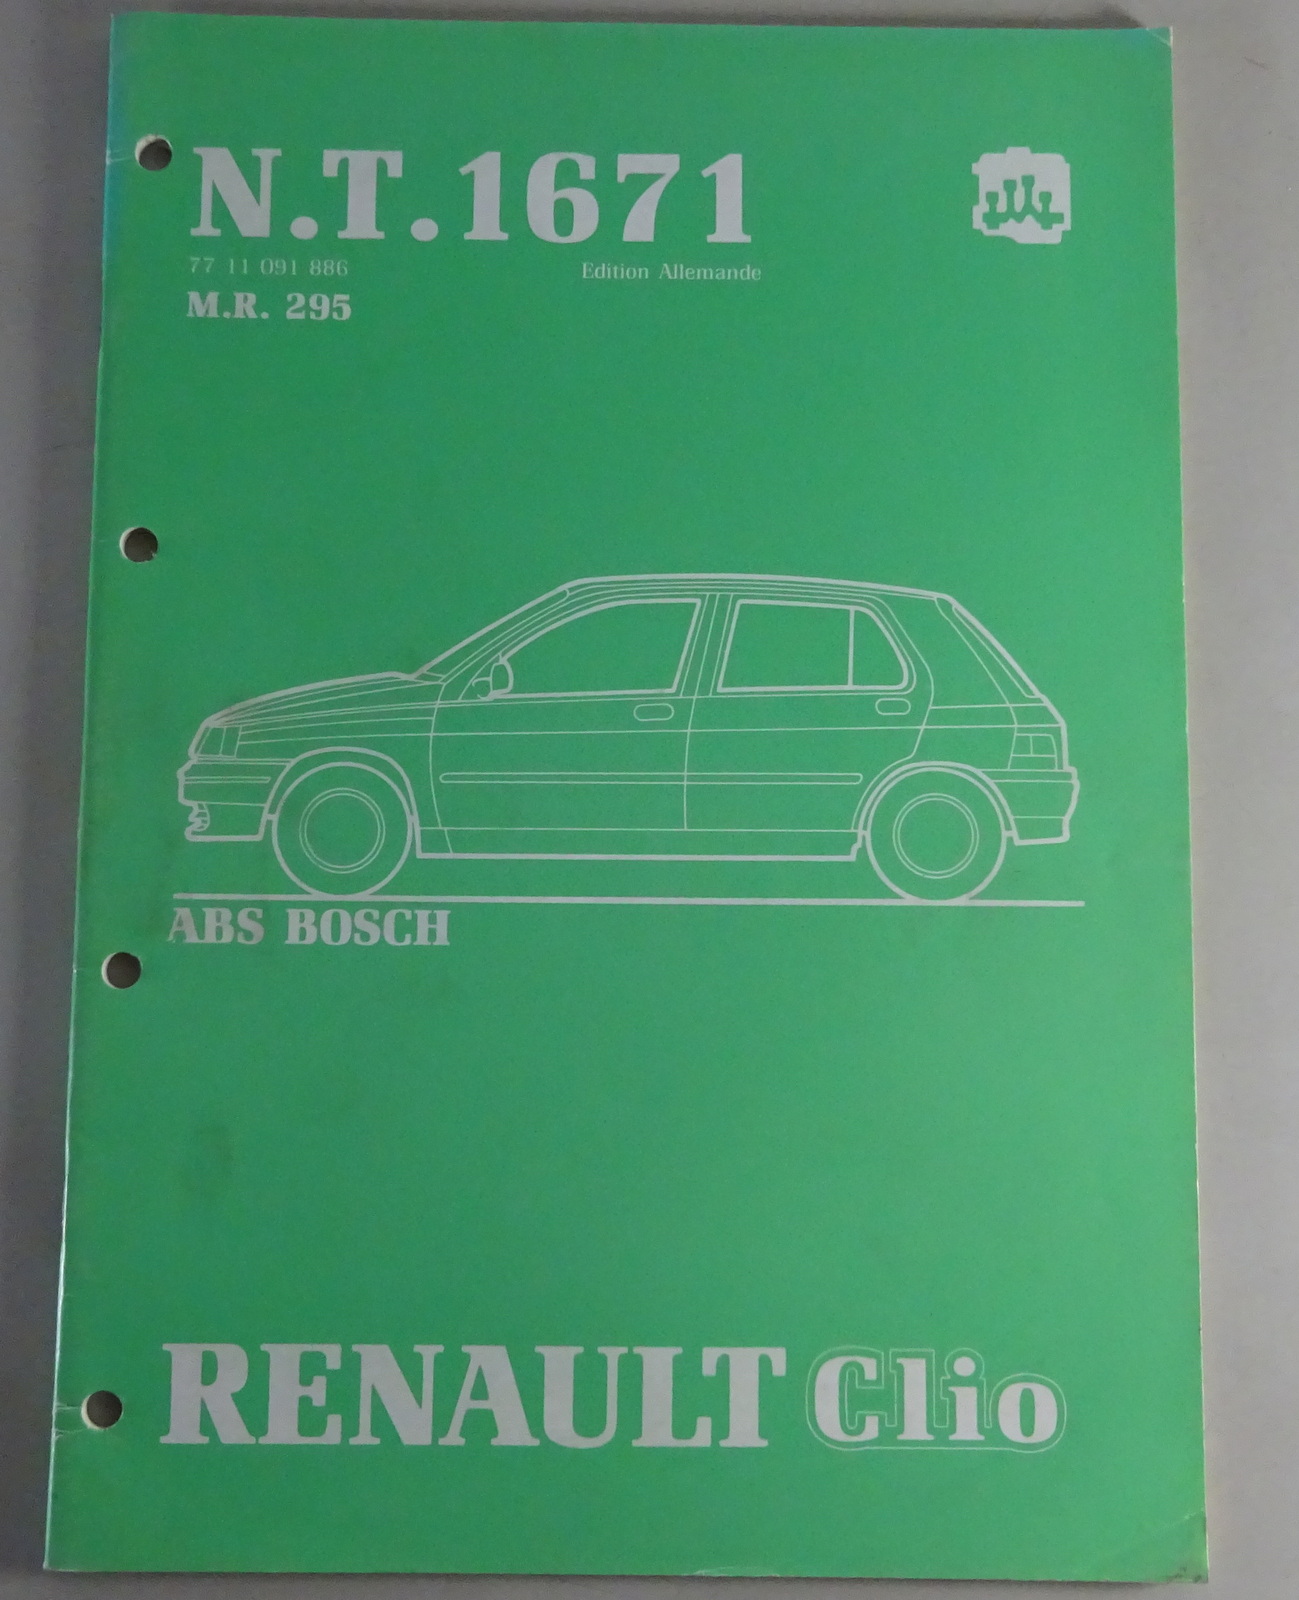 N.T.1671
77 11 091 886
Edition Allemande
M.R. 295
ABS BOSCH
RENAULT Clio